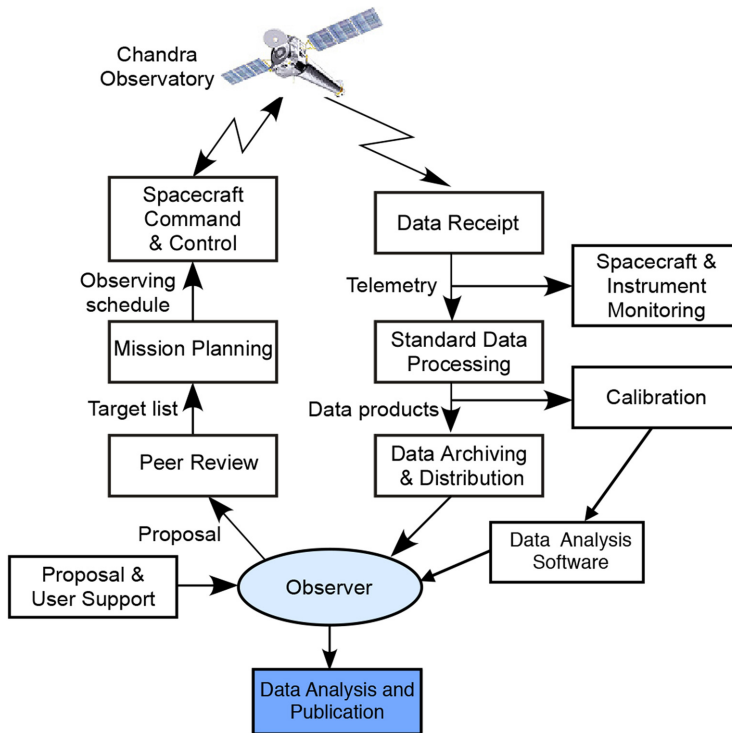 Chandra
Observatory
Spacecraft
Command
& Control
Data Receipt
Observing
schedule
Telemetry
Spacecraft &
Instrument
Monitoring
Mission Planning
Standard Data
Processing
Target list
Data products
Calibration
Peer Review
Data Archiving
& Distribution
Proposal
Data Analysis
Software
Proposal &
User Support
Observer
Data Analysis and
Publication